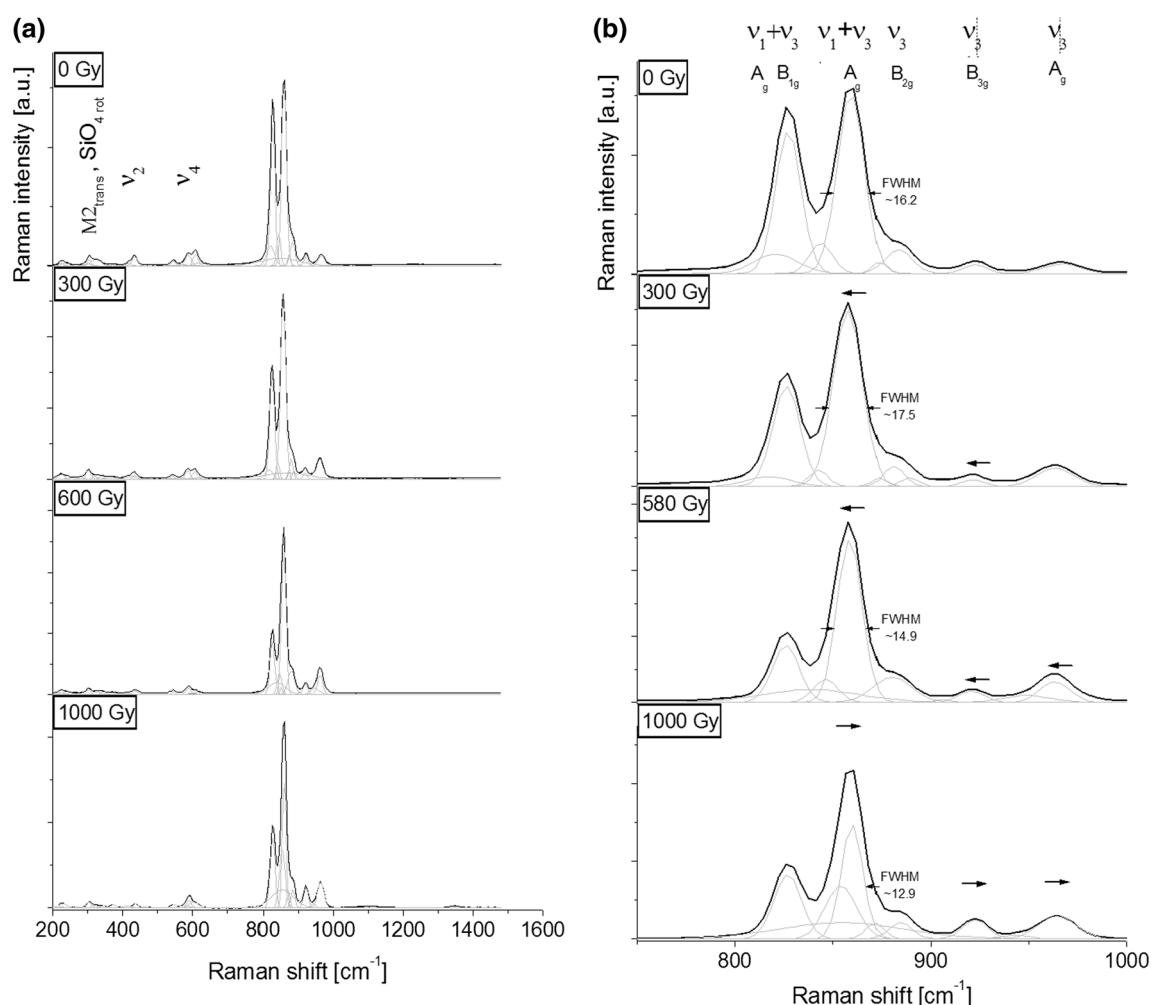 (a)
Raman intensity [a.u.]
0 Gy
M2trans , SiO4 rot
ν2
ν4
300 Gy
600 Gy
1000 Gy
200 400 600 800 1000 1200 1400 1600
Raman shift [cm-1]
(b)
ν1+ν3 ν1+ν3 ν3 ν3 ν3
Ag B1g Ag B2g B3g Ag
Raman intensity [a.u.]
0 Gy
FWHM
~16.2
300 Gy
FWHM
~17.5
580 Gy
FWHM
~14.9
1000 Gy
FWHM
~12.9
800 900 1000
Raman shift [cm-1]